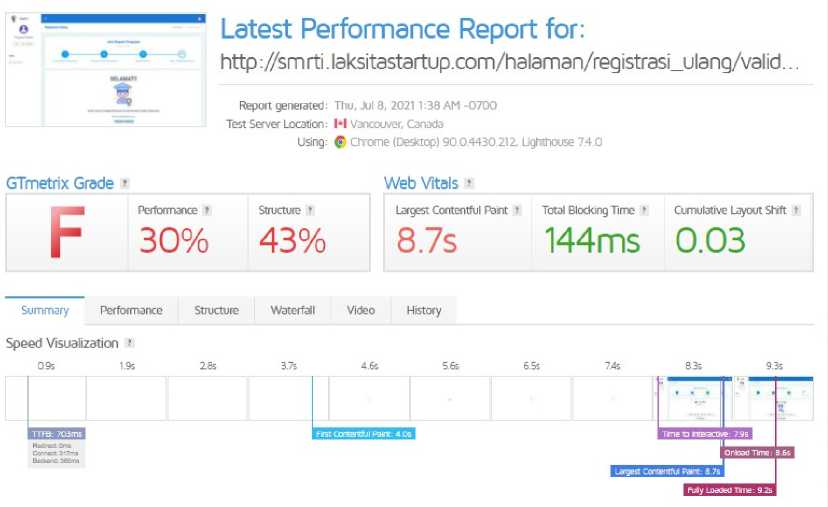 Latest Performance Report for:
http://smrti.laksitastartup.com/halaman/registrasi_ulang/valid...
Report generated: Thu, Jul 8, 2021 1:38 AM -0700
Test Server Location: Vancouver, Canada
Using: Chrome (Desktop) 90.0.4430.212, Lighthouse 7.4.0
SELAMAT!
GTmetrix Grade ?
Web Vitals ?
F
Performance ?
30%
Structure ?
43%
Largest Contentful Paint ?
8.7s
Total Blocking Time ?
144ms
Cumulative Layout Shift ?
0.03
Summary Performance Structure Waterfall Video History
Speed Visualization ?
0.9s 1.9s 2.8s 3.7s 4.6s 5.6s 6.5s 7.4s 8.3s 9.3s
TTFB: 703ms
Redirect: 0ms
Connect: 317ms
Backend: 386ms
First Contentful Paint: 4.0s
Time to Interactive: 7.9s
Onload Time: 8.6s
Largest Contentful Paint: 8.7s
Fully Loaded Time: 9.2s